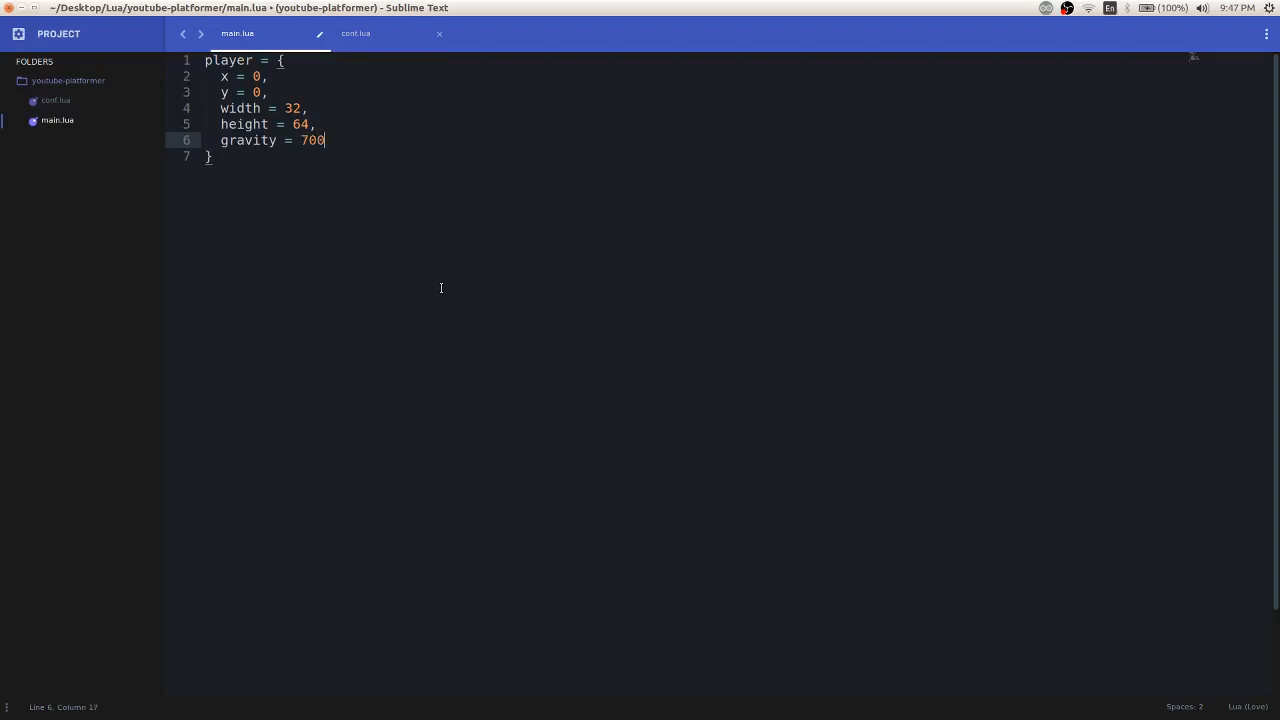 ~/Desktop/Lua/youtube-platformer/main.lua • (youtube-platformer) - Sublime Text
En
(100%)
9:47 PM
PROJECT
main.lua
conf.lua
FOLDERS
youtube-platformer
conf.lua
main.lua
1 player = {
2 x = 0,
3 y = 0,
4 width = 32,
5 height = 64,
6 gravity = 700
7 }
Line 6, Column 17
Spaces: 2
Lua (Love)